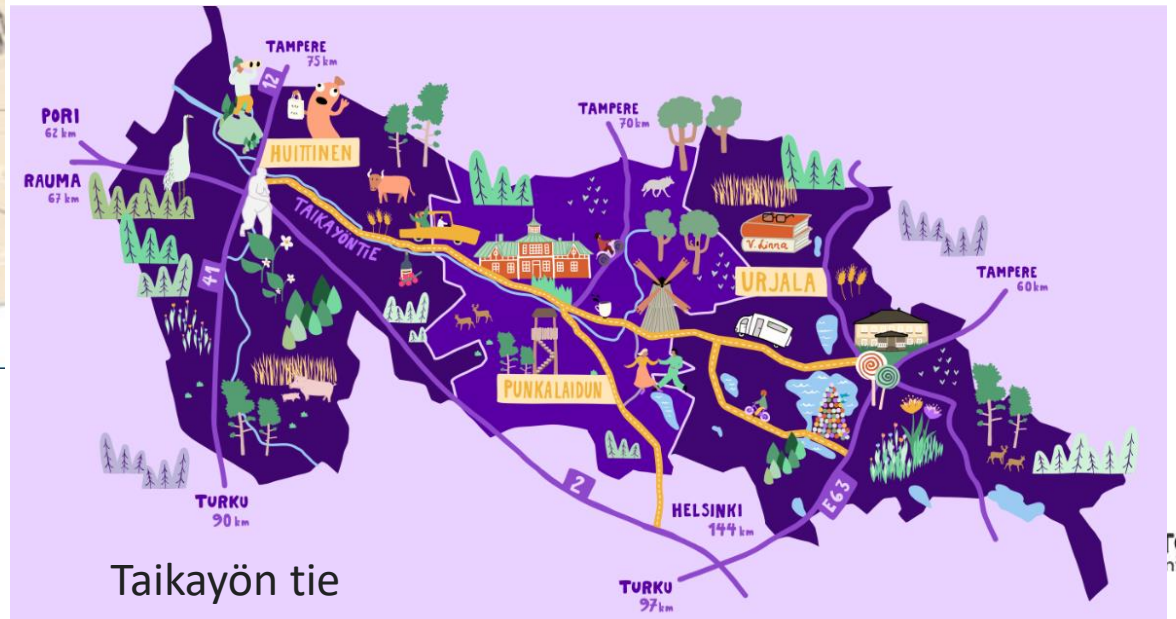 TAMPERE
75 km
12
PORI
62 km
TAMPERE
70 km
HUITTINEN
RAUMA
67 km
TAIKAYÖNTIE
V. Linna
URJALA
41
TAMPERE
60 km
PUNKALAIDUN
2
E63
TURKU
90 km
HELSINKI
144 km
TURKU
97 km
Taikayön tie